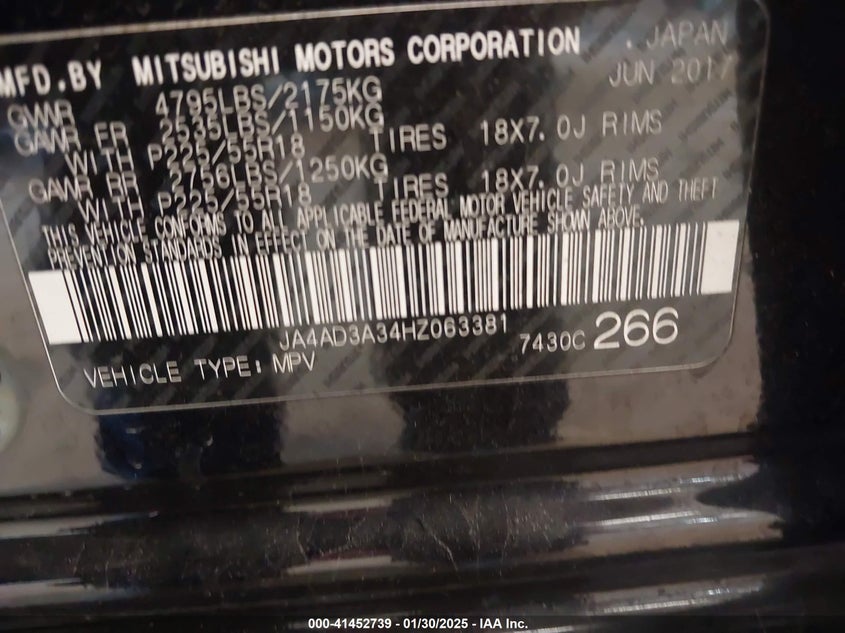 MFD.BY MITSUBISHI MOTORS CORPORATION , JAPAN
JUN 2017
GVWR 4795LBS/2175KG
GAWR FR 2535LBS/1150KG
WITH P225/55R18 TIRES 18X7.0J RIMS
GAWR RR 2756LBS/1250KG
WITH P225/55R18 TIRES 18X7.0J RIMS
THIS VEHICLE CONFORMS TO ALL APPLICABLE FEDERAL MOTOR VEHICLE SAFETY AND THEFT
PREVENTION STANDARDS IN EFFECT ON THE DATE OF MANUFACTURE SHOWN ABOVE.
JA4AD3A34HZ063381
7430C 266
VEHICLE TYPE: MPV
000-41452739 - 01/30/2025 - IAA Inc.